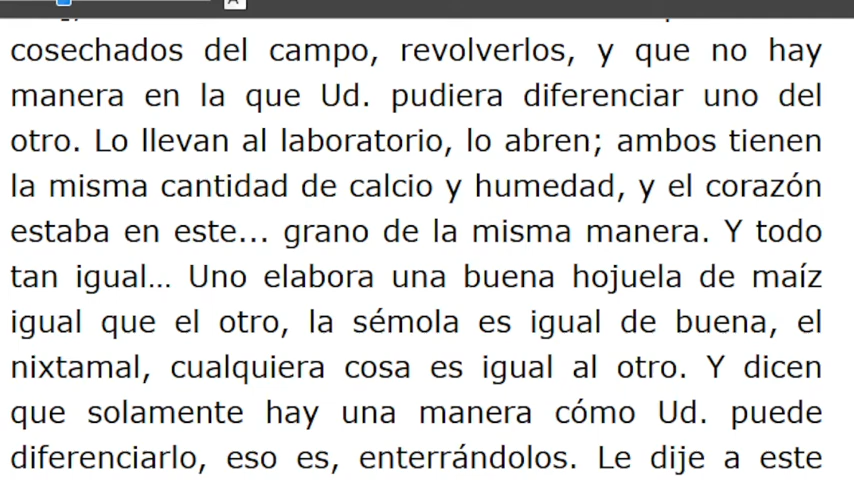 cosechados del campo, revolverlos, y que no hay
manera en la que Ud. pudiera diferenciar uno del
otro. Lo llevan al laboratorio, lo abren; ambos tienen
la misma cantidad de calcio y humedad, y el corazón
estaba en este... grano de la misma manera. Y todo
tan igual... Uno elabora una buena hojuela de maíz
igual que el otro, la sémola es igual de buena, el
nixtamal, cualquiera cosa es igual al otro. Y dicen
que solamente hay una manera cómo Ud. puede
diferenciarlo, eso es, enterrándolos. Le dije a este